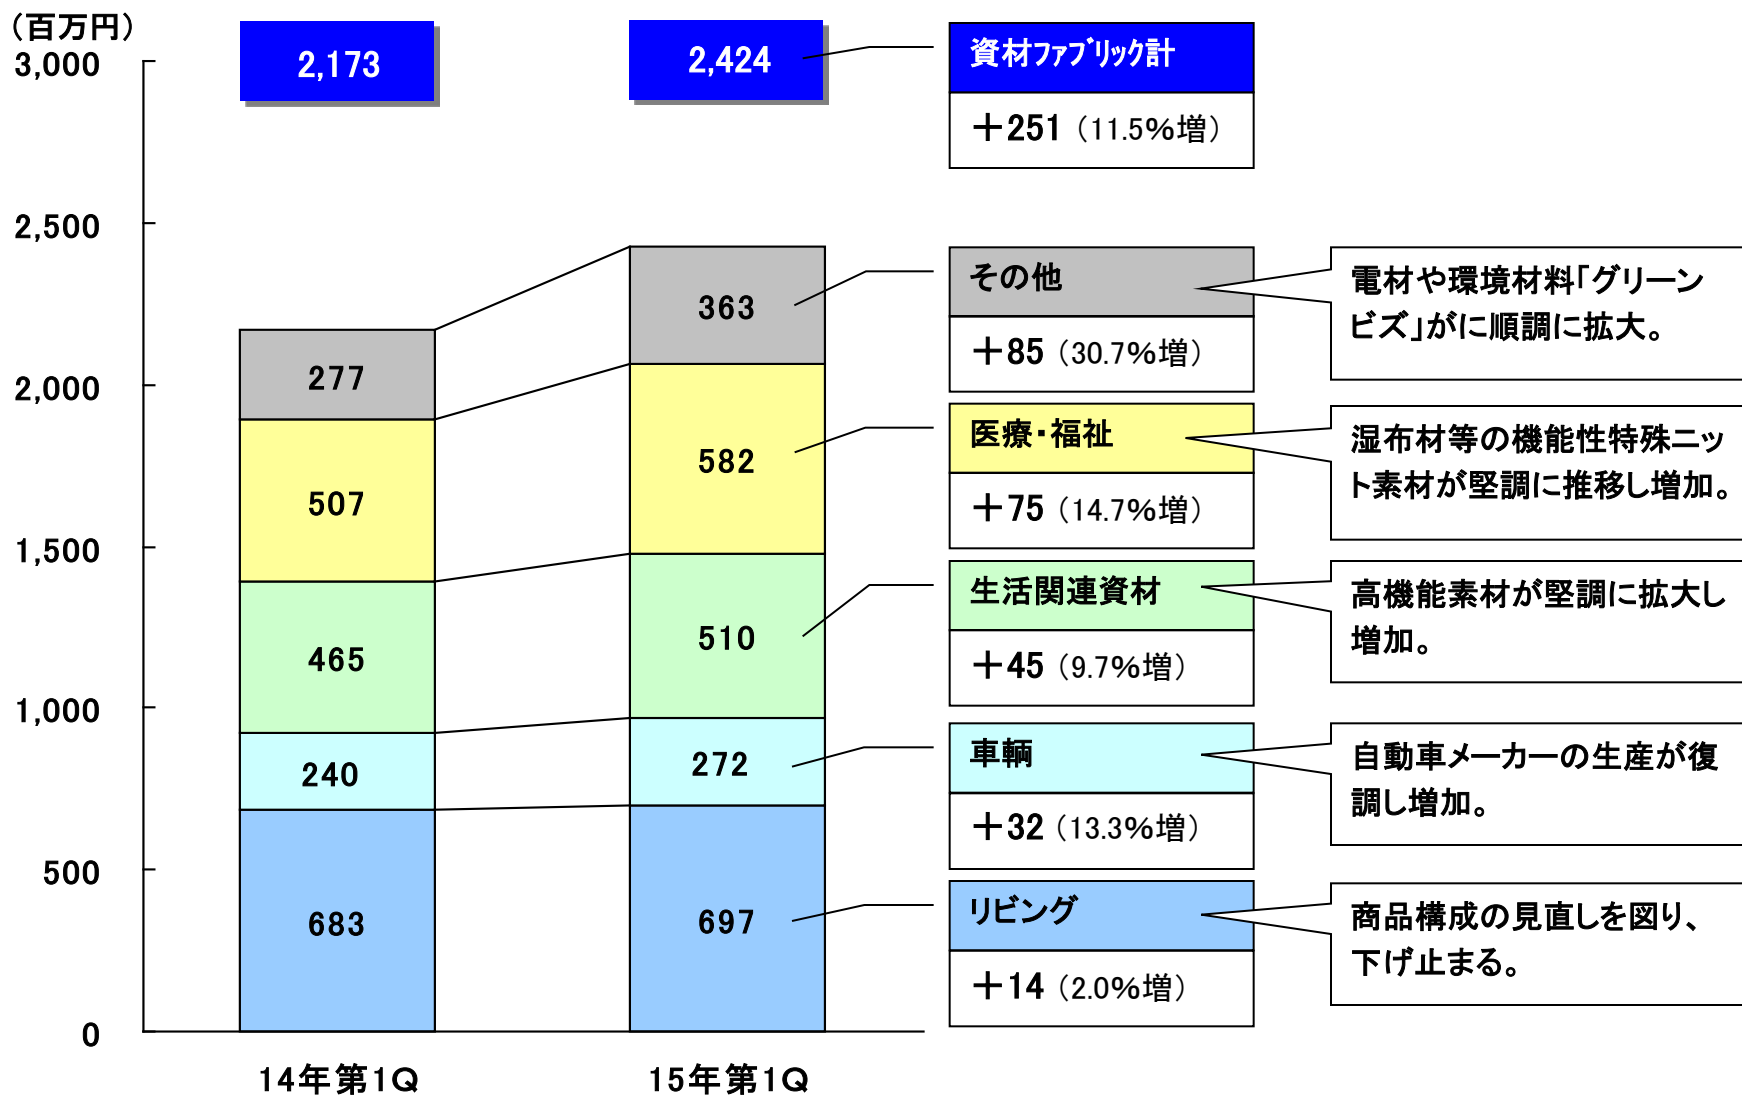 （百万円）
3,000
2,500
2,000
1,500
1,000
500
0
2,173
2,424
277
507
465
240
683
363
582
510
272
697
14年第1Q
15年第1Q
資材ﾌｧﾌﾞﾘｯｸ計
＋251（11.5%増）
その他
＋85（30.7%増）
電材や環境材料「グリーン
ビズ」がに順調に拡大。
医療・福祉
＋75（14.7%増）
湿布材等の機能性特殊ニッ
ト素材が堅調に推移し増加。
生活関連資材
＋45（9.7%増）
高機能素材が堅調に拡大し
増加。
車輌
＋32（13.3%増）
自動車メーカーの生産が復
調し増加。
リビング
＋14（2.0%増）
商品構成の見直しを図り、
下げ止まる。